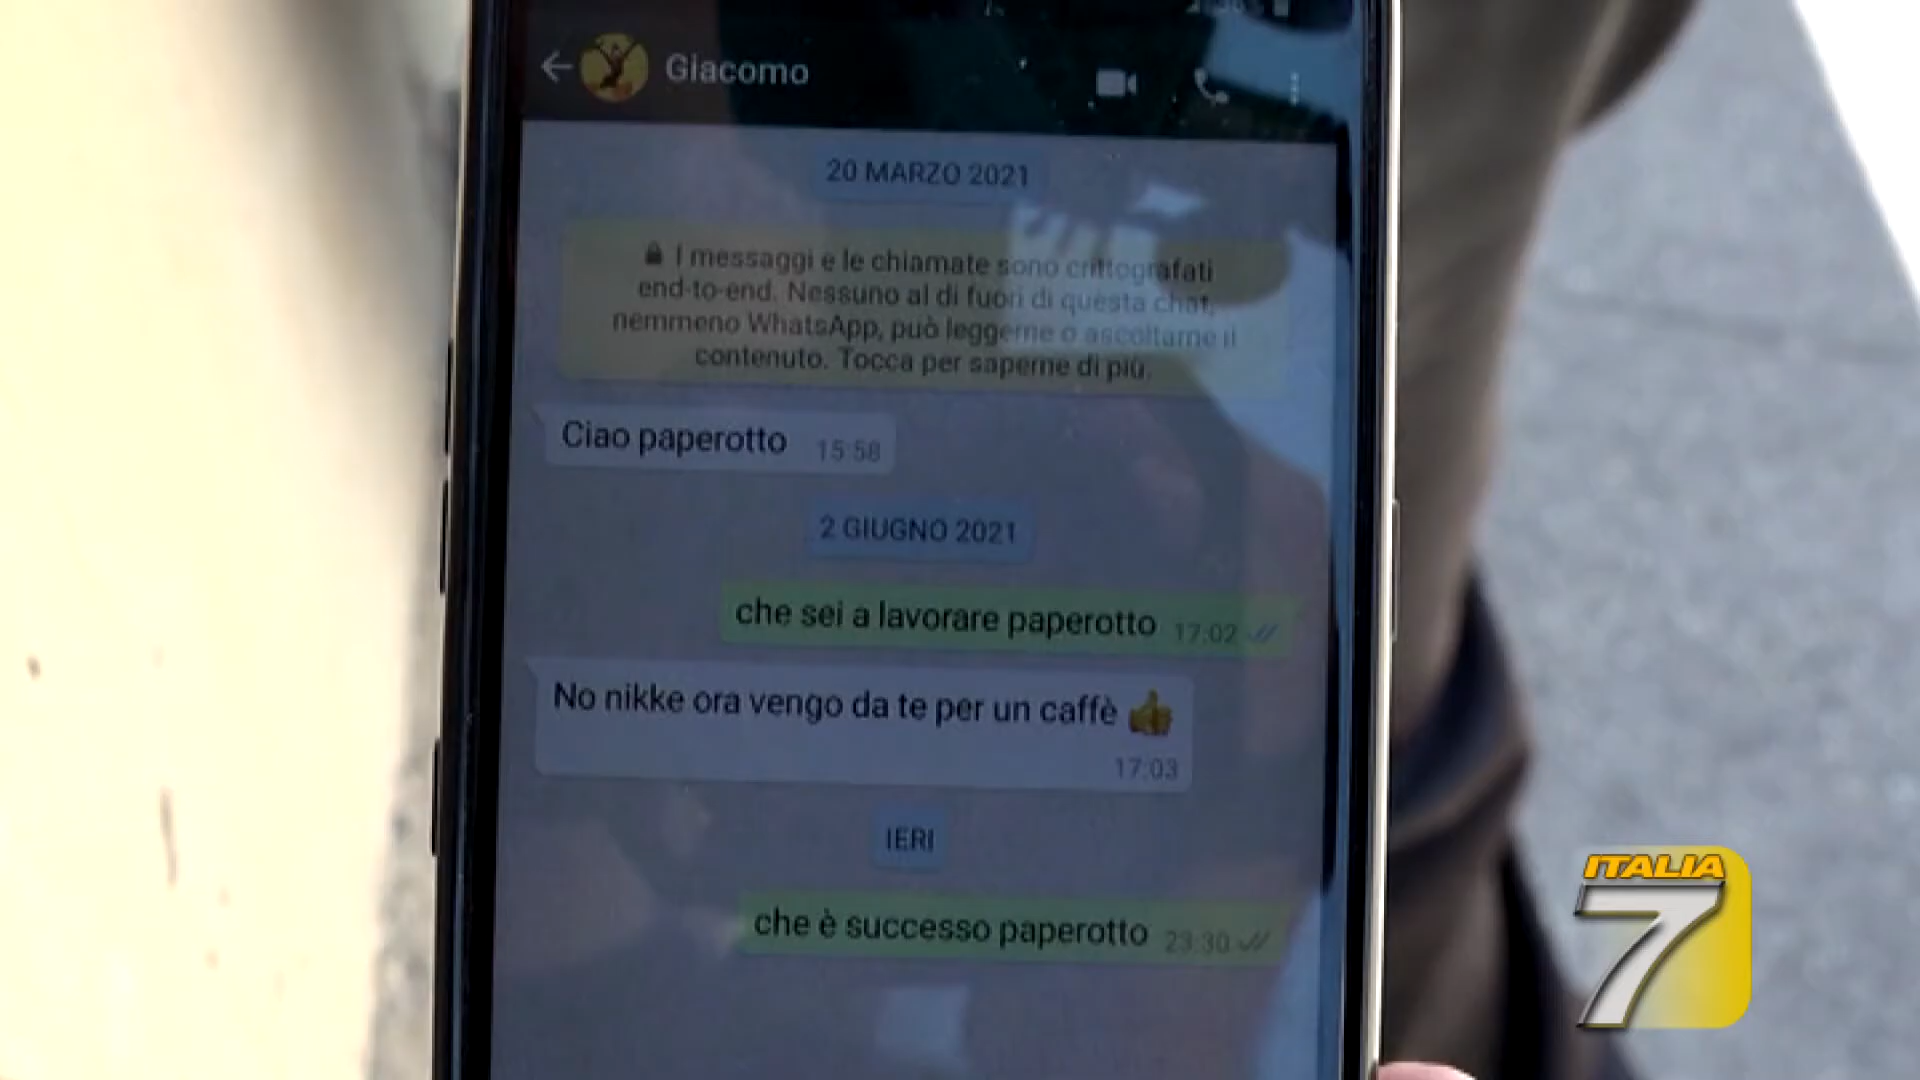 Giacomo
20 MARZO 2021
I messaggi e le chiamate sono crittografati
end-to-end. Nessuno al di fuori di questa chat,
nemmeno WhatsApp, può leggerne o ascoltarne il
contenuto. Tocca per saperne di più.
Ciao paperotto 15:58
2 GIUGNO 2021
che sei a lavorare paperotto 17:02
No nikke ora vengo da te per un caffè 👍
17:03
IERI
che è successo paperotto 23:30
ITALIA
7